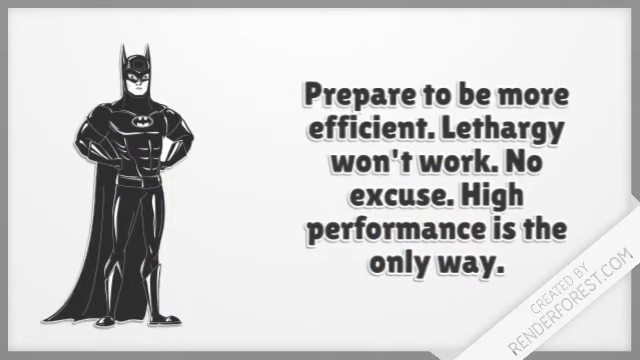 Prepare to be more
efficient. Lethargy
won't work. No
excuse. High
performance is the
only way.
CREATED BY
RENDERFOREST.COM